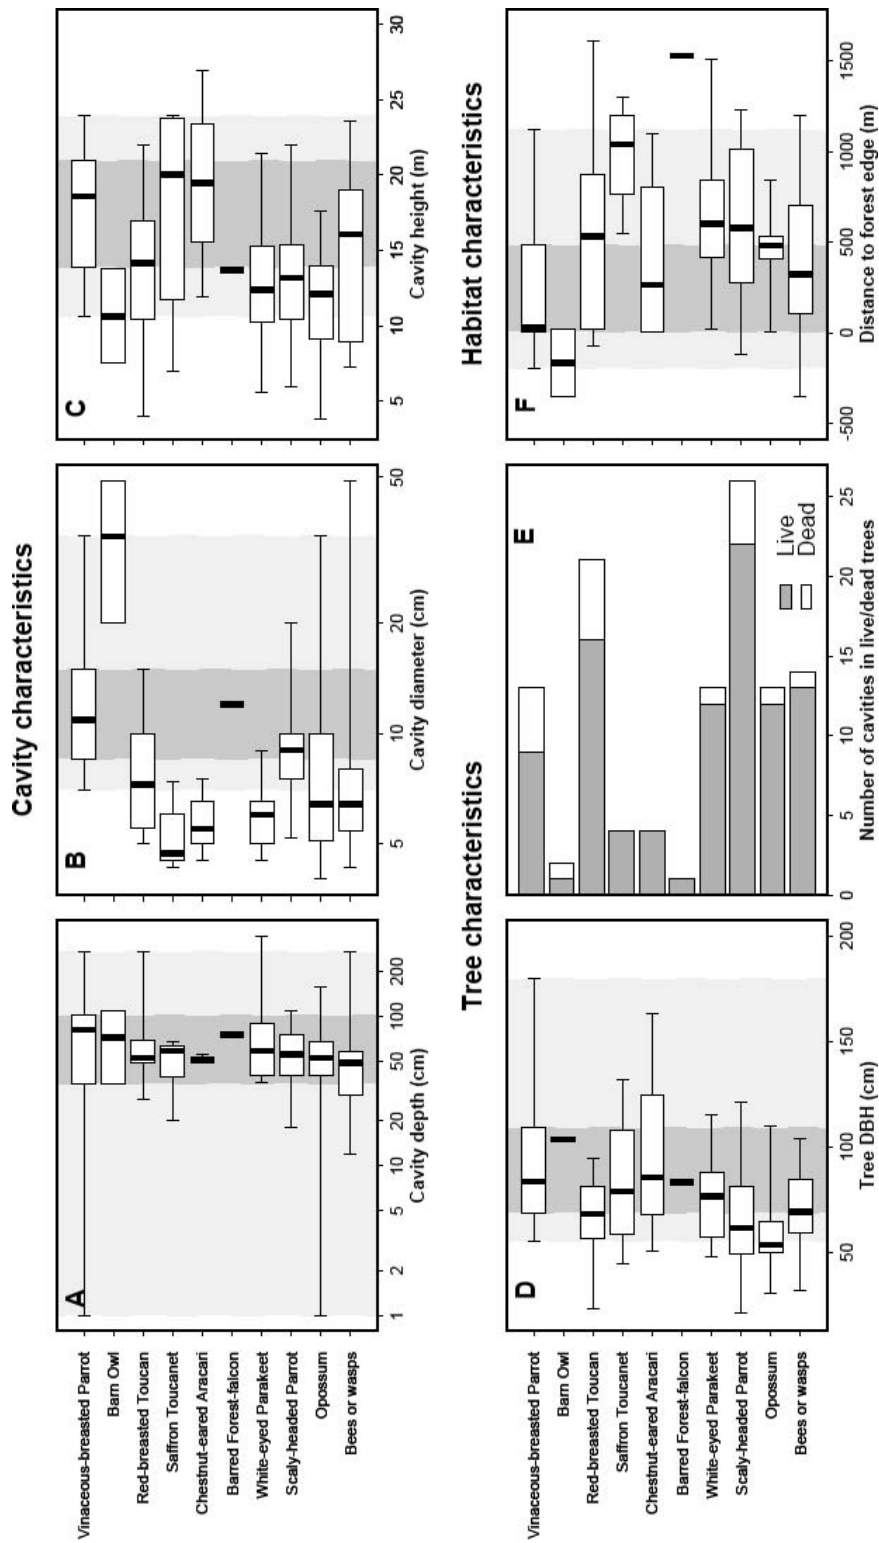 Cavity characteristics
Vinaceous-breasted Parrot
Barn Owl
Red-breasted Toucan
Saffron Toucanet
Chestnut-eared Aracari
Barred Forest-falcon
White-eyed Parakeet
Scaly-headed Parrot
Opossum
Bees or wasps
A
1 2 5 10 20 50 100 200
Cavity depth (cm)
B
5 10 20 50
Cavity diameter (cm)
C
5 10 15 20 25 30
Cavity height (m)
Tree characteristics
Habitat characteristics
Vinaceous-breasted Parrot
Barn Owl
Red-breasted Toucan
Saffron Toucanet
Chestnut-eared Aracari
Barred Forest-falcon
White-eyed Parakeet
Scaly-headed Parrot
Opossum
Bees or wasps
D
50 100 150 200
Tree DBH (cm)
E
Live
Dead
0 5 10 15 20 25
Number of cavities in live/dead trees
F
-500 0 500 1000 1500
Distance to forest edge (m)